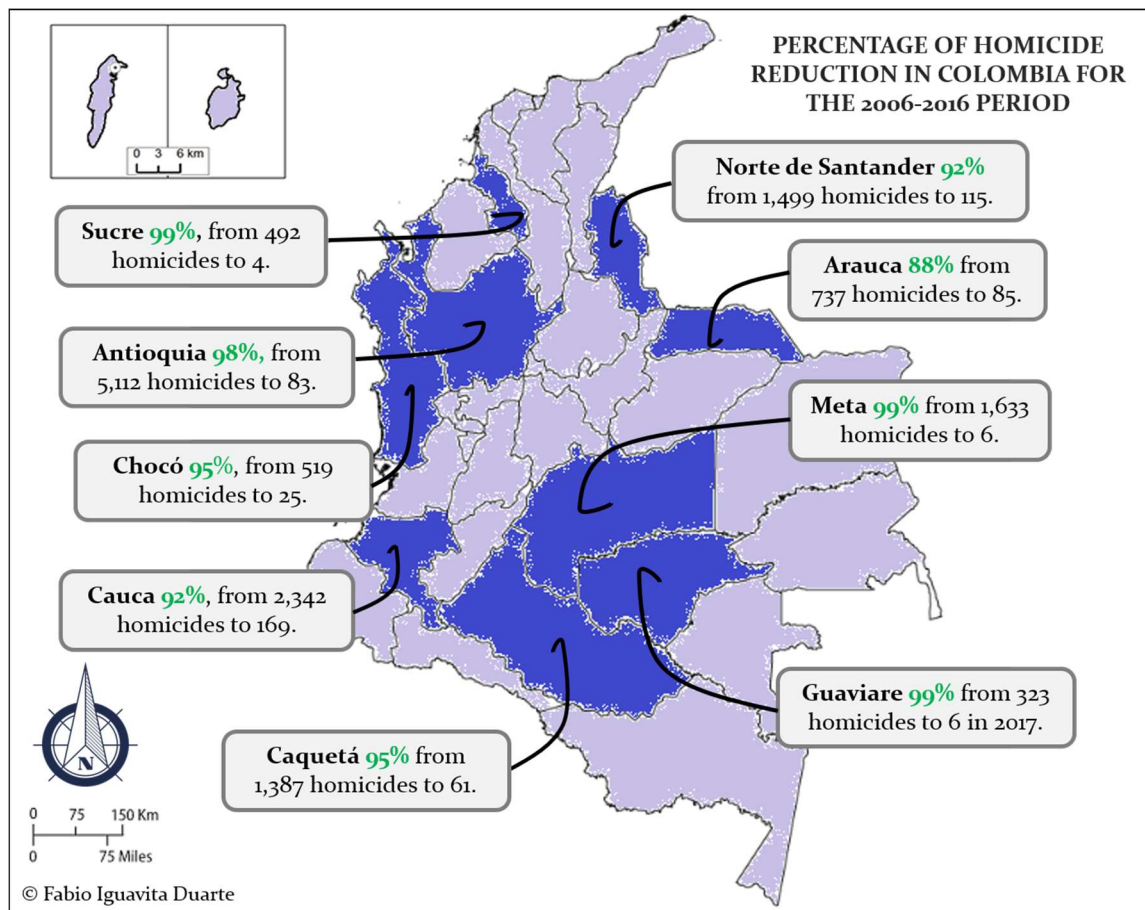 PERCENTAGE OF HOMICIDE
REDUCTION IN COLOMBIA FOR
THE 2006-2016 PERIOD
0 3 6 km
Norte de Santander 92%
from 1,499 homicides to 115.
Sucre 99%, from 492
homicides to 4.
Arauca 88% from
737 homicides to 85.
Antioquia 98%, from
5,112 homicides to 83.
Meta 99% from 1,633
homicides to 6.
Chocó 95%, from 519
homicides to 25.
Cauca 92%, from 2,342
homicides to 169.
Guaviare 99% from 323
homicides to 6 in 2017.
Caquetá 95% from
1,387 homicides to 61.
N
0 75 150 Km
0 75 Miles
© Fabio Iguavita Duarte